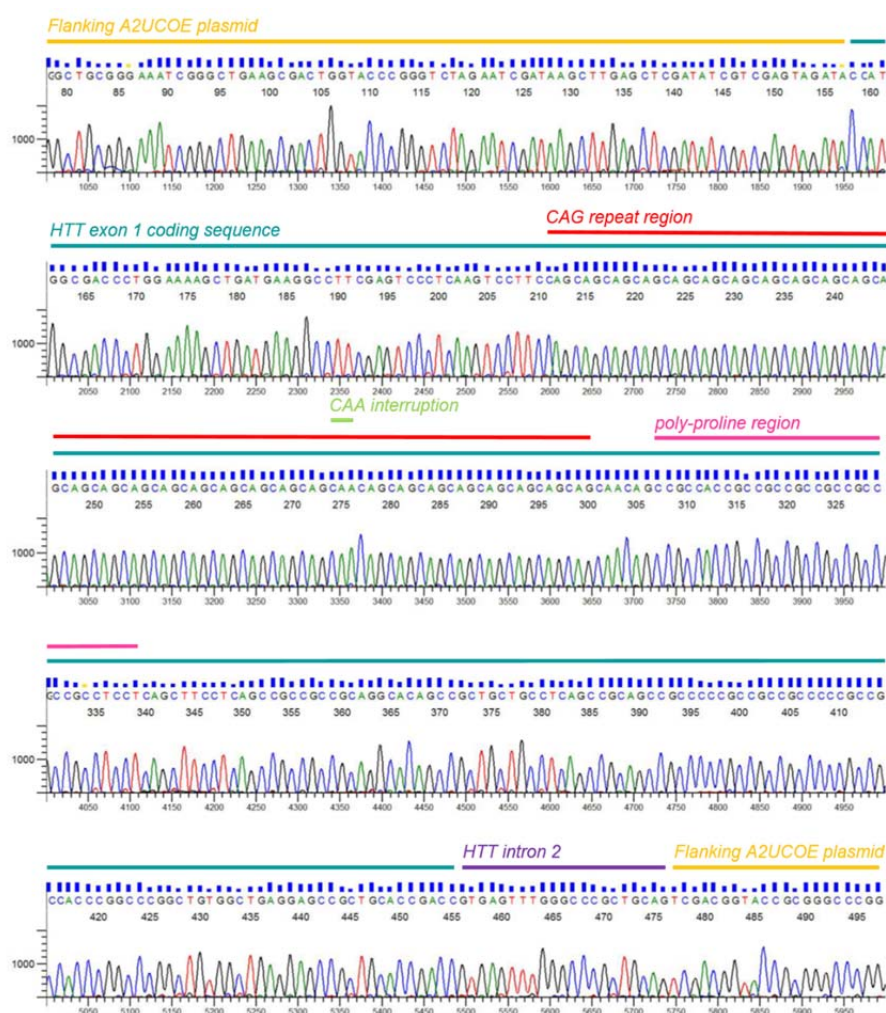 Flanking A2UCOE plasmid
CGCTGCGGGAAATCGGGCTGAAGCGACTGGTACCCGGGTCTAGAATCGATAAGCTTGAGCTCGATATCGTCGAGTAGATACCAT
80 85 90 95 100 105 110 115 120 125 130 135 140 145 150 155 160
1000
1050 1100 1150 1200 1250 1300 1350 1400 1450 1500 1550 1600 1650 1700 1750 1800 1850 1900 1950
HTT exon 1 coding sequence CAG repeat region
GGCGACCCTGGAAAAGCTGATGAAGGCCTTCGAGTCCCTCAAGTCCTTCCAGCAGCAGCAGCAGCAGCAGCAGCAGCAGCAGCA
165 170 175 180 185 190 195 200 205 210 215 220 225 230 235 240
1000
2050 2100 2150 2200 2250 2300 2350 2400 2450 2500 2550 2600 2650 2700 2750 2800 2850 2900 2950
CAA interruption
poly-proline region
GCAGCAGCAGCAGCAGCAGCAGCAGCAGCAACAGCAGCAGCAGCAGCAGCAGCAGCAACAGCCGCCACCGCCGCCGCCGCCGCC
250 255 260 265 270 275 280 285 290 295 300 305 310 315 320 325
1000
3050 3100 3150 3200 3250 3300 3350 3400 3450 3500 3550 3600 3650 3700 3750 3800 3850 3900 3950
GCCGCCTCCTCAGCTTCCTCAGCCGCCGCCGCAGGCACAGCCGCTGCTGCCTCAGCCGCAGCCGCCCCCGCCGCCGCCCCCGCCG
335 340 345 350 355 360 365 370 375 380 385 390 395 400 405 410
1000
4050 4100 4150 4200 4250 4300 4350 4400 4450 4500 4550 4600 4650 4700 4750 4800 4850 4900 4950
HTT intron 2 Flanking A2UCOE plasmid
CCACCCGGCCCGGCTGTGGCTGAGGAGCCGCTGCACCGACCGTGAGTTTGGGCCCGCTGCAGTCGACGGTACCGCGGGCCCGG
420 425 430 435 440 445 450 455 460 465 470 475 480 485 490 495
1000
5050 5100 5150 5200 5250 5300 5350 5400 5450 5500 5550 5600 5650 5700 5750 5800 5850 5900 5950